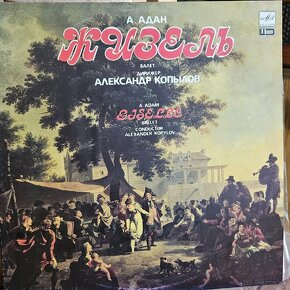 А АДАН
ЖИЗЕЛЬ
БАЛЕТ
ДИРИЖЕР
АЛЕКСАНДР КОПЫЛОВ
A ADAM
GISELLE
BALLET
CONDUCTOR
ALEXANDER KOPYLOV